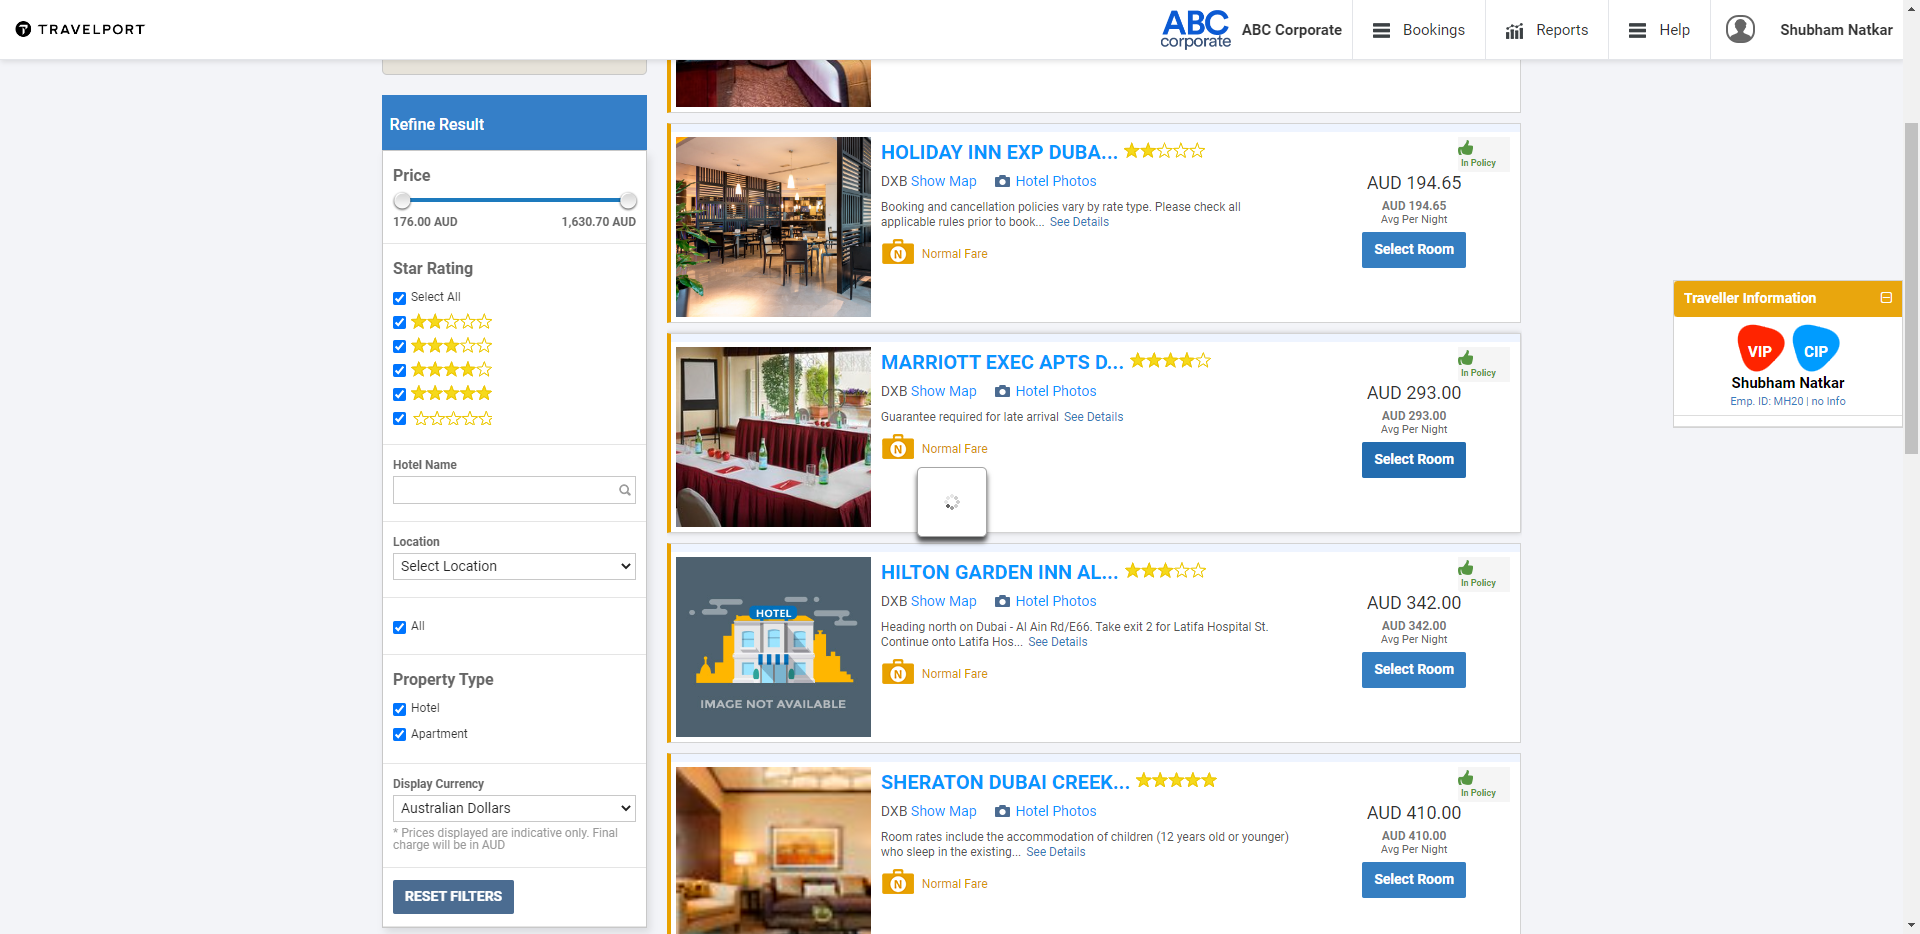 TRAVELPORT
ABC
corporate
ABC Corporate
Bookings
Reports
Help
Shubham Natkar
Refine Result
Price
176.00 AUD
1,630.70 AUD
Star Rating
Select All
Hotel Name
Location
Select Location
All
Property Type
Hotel
Apartment
Display Currency
Australian Dollars
* Prices displayed are indicative only. Final
charge will be in AUD
RESET FILTERS
HOLIDAY INN EXP DUBA...
DXB Show Map Hotel Photos
Booking and cancellation policies vary by rate type. Please check all
applicable rules prior to book... See Details
N Normal Fare
In Policy
AUD 194.65
AUD 194.65
Avg Per Night
Select Room
MARRIOTT EXEC APTS D...
DXB Show Map Hotel Photos
Guarantee required for late arrival See Details
N Normal Fare
In Policy
AUD 293.00
AUD 293.00
Avg Per Night
Select Room
HOTEL
IMAGE NOT AVAILABLE
HILTON GARDEN INN AL...
DXB Show Map Hotel Photos
Heading north on Dubai - Al Ain Rd/E66. Take exit 2 for Latifa Hospital St.
Continue onto Latifa Hos... See Details
N Normal Fare
In Policy
AUD 342.00
AUD 342.00
Avg Per Night
Select Room
SHERATON DUBAI CREEK...
DXB Show Map Hotel Photos
Room rates include the accommodation of children (12 years old or younger)
who sleep in the existing... See Details
N Normal Fare
In Policy
AUD 410.00
AUD 410.00
Avg Per Night
Select Room
Traveller Information
VIP
CIP
Shubham Natkar
Emp. ID: MH20 | no Info